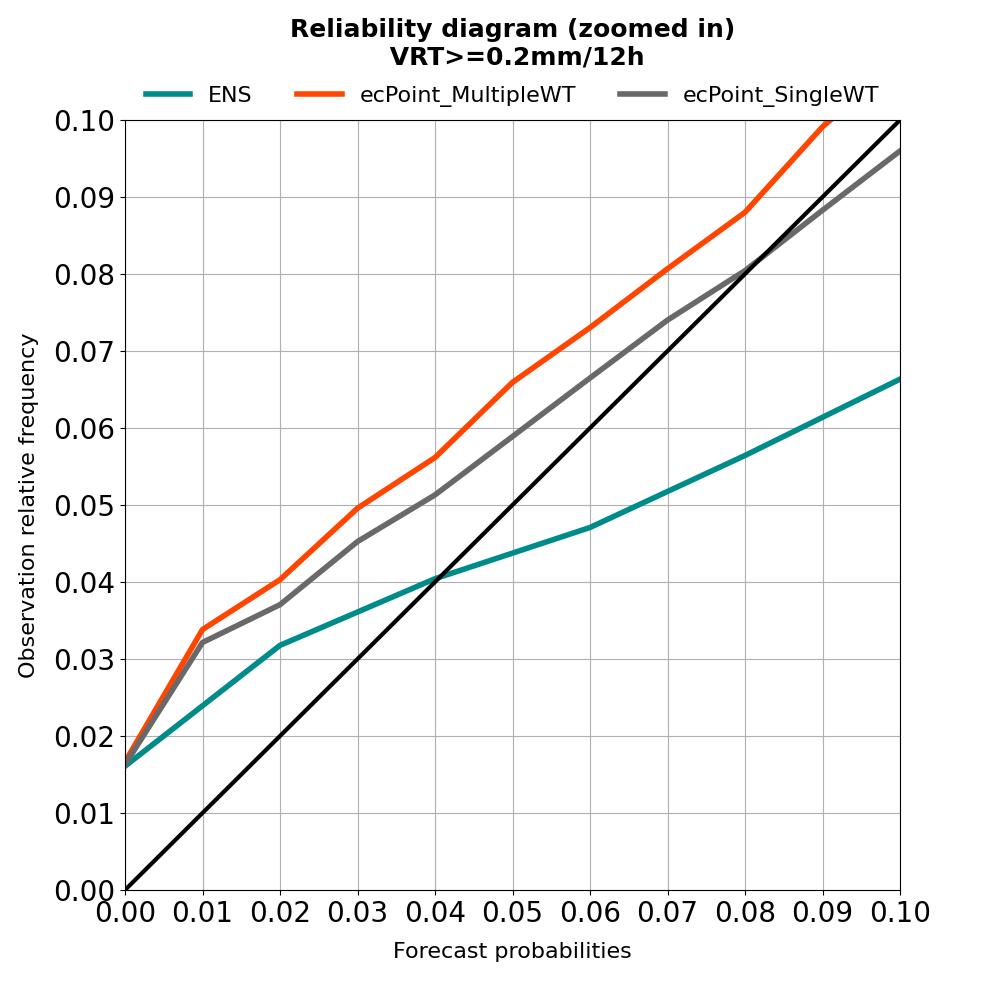 Reliability diagram (zoomed in)
VRT>=0.2mm/12h
ENS ecPoint_MultipleWT ecPoint_SingleWT
0.10
0.09
0.08
0.07
0.06
0.05
0.04
0.03
0.02
0.01
0.00
Observation relative frequency
0.00 0.01 0.02 0.03 0.04 0.05 0.06 0.07 0.08 0.09 0.10
Forecast probabilities